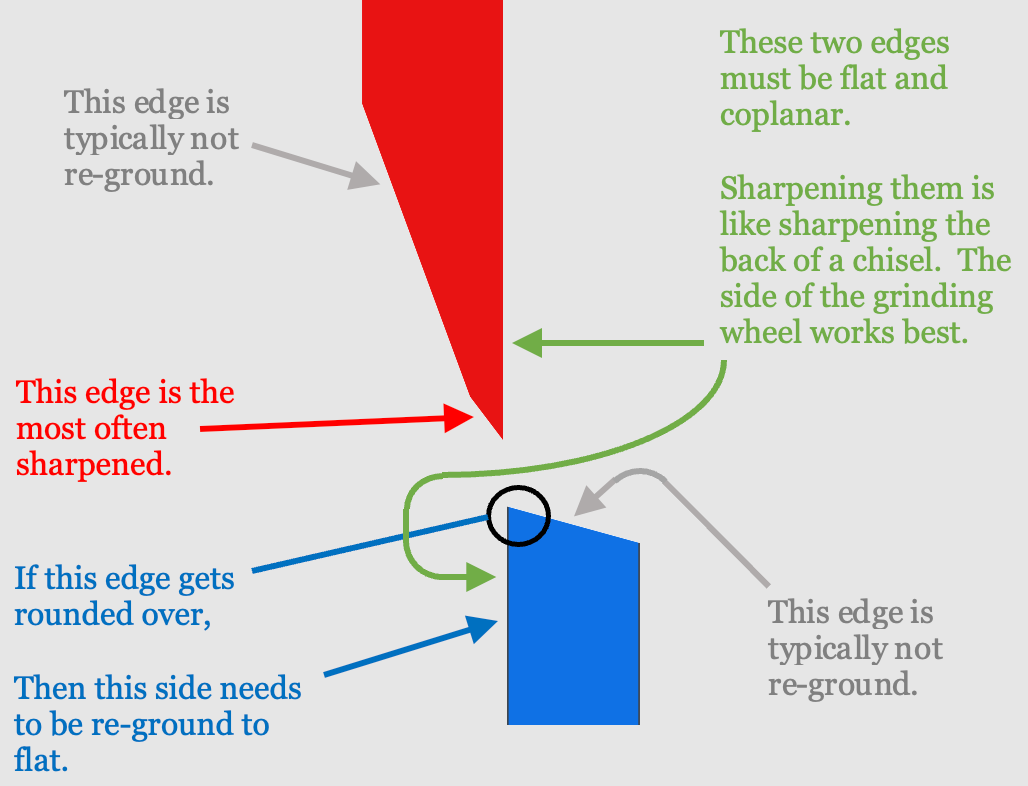 This edge is
typically not
re-ground.
These two edges
must be flat and
coplanar.
Sharpening them is
like sharpening the
back of a chisel.  The
side of the grinding
wheel works best.
This edge is the
most often
sharpened.
If this edge gets
rounded over,
Then this side needs
to be re-ground to
flat.
This edge is
typically not
re-ground.